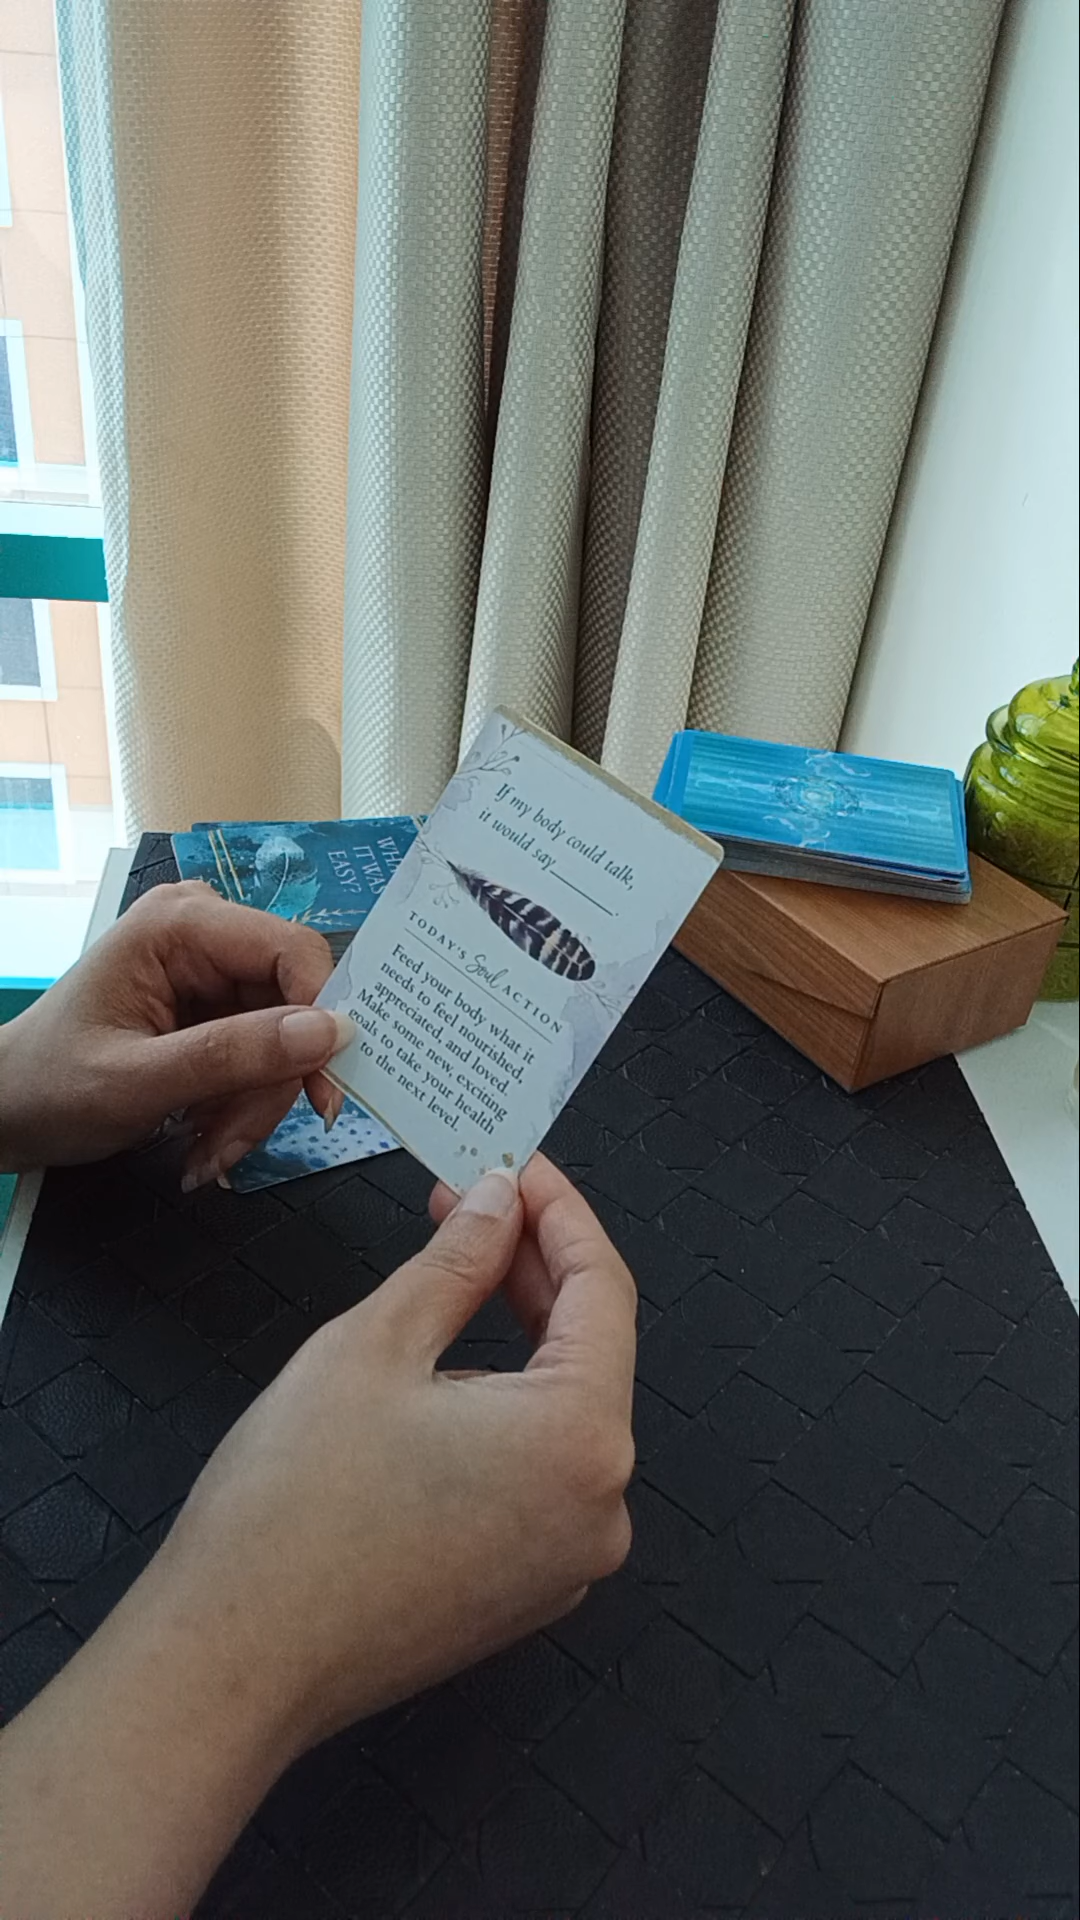 If my body could talk,
it would say ______.
TODAY'S Soul ACTION
Feed your body what it
needs to feel nourished,
appreciated, and loved.
Make some new, exciting
goals to take your health
to the next level.
IT WAS
EASY?